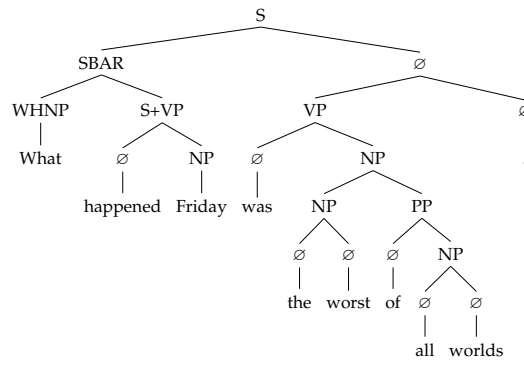 S
SBAR ∅
WHNP S+VP VP ∅
What ∅ NP ∅ NP .
happened Friday was NP PP
∅ ∅ ∅ NP
the worst of ∅ ∅
all worlds